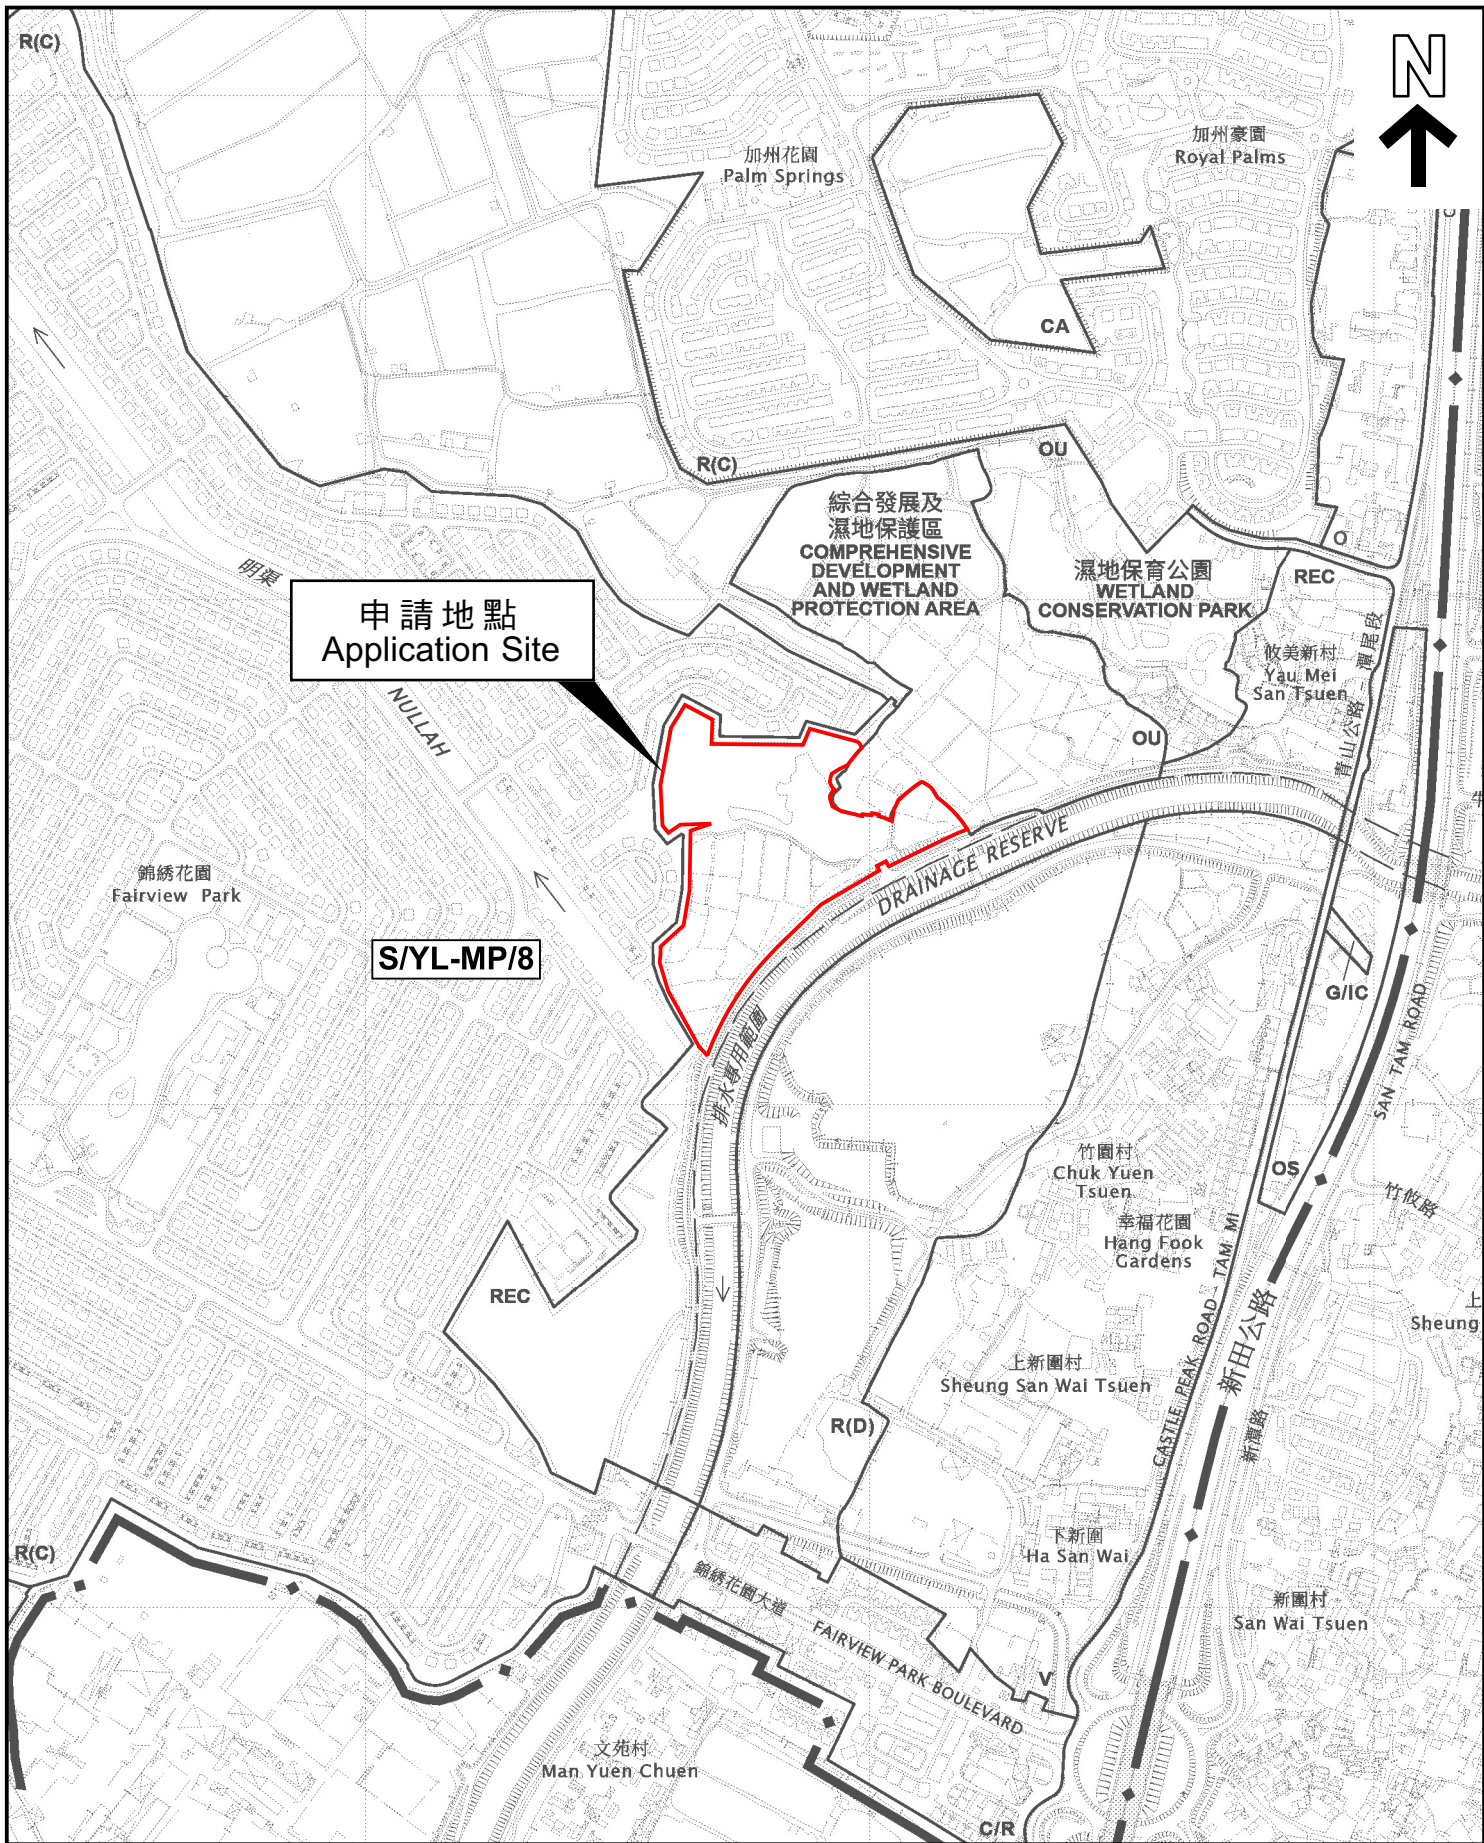 R(C)
N
加州花園
Palm Springs
加州豪園
Royal Palms
CA
R(C)
OU
綜合發展及
濕地保護區
COMPREHENSIVE
DEVELOPMENT
AND WETLAND
PROTECTION AREA
濕地保育公園
WETLAND
CONSERVATION PARK
O
REC
明渠
NULLAH
申請地點
Application Site
攸美新村
Yau Mei
San Tsuen
青山公路 - 潭尾段
OU
DRAINAGE RESERVE
排水專用範圍
錦綉花園
Fairview Park
S/YL-MP/8
G/IC
SAN TAM ROAD
竹園村
Chuk Yuen
Tsuen
OS
竹攸路
幸福花園
Hang Fook
Gardens
CASTLE PEAK ROAD - TAM MI
新田公路
新潭路
REC
上
Sheung
上新圍村
Sheung San Wai Tsuen
R(D)
R(C)
下新圍
Ha San Wai
新圍村
San Wai Tsuen
錦綉花園大道
FAIRVIEW PARK BOULEVARD
V
文苑村
Man Yuen Chuen
C/R